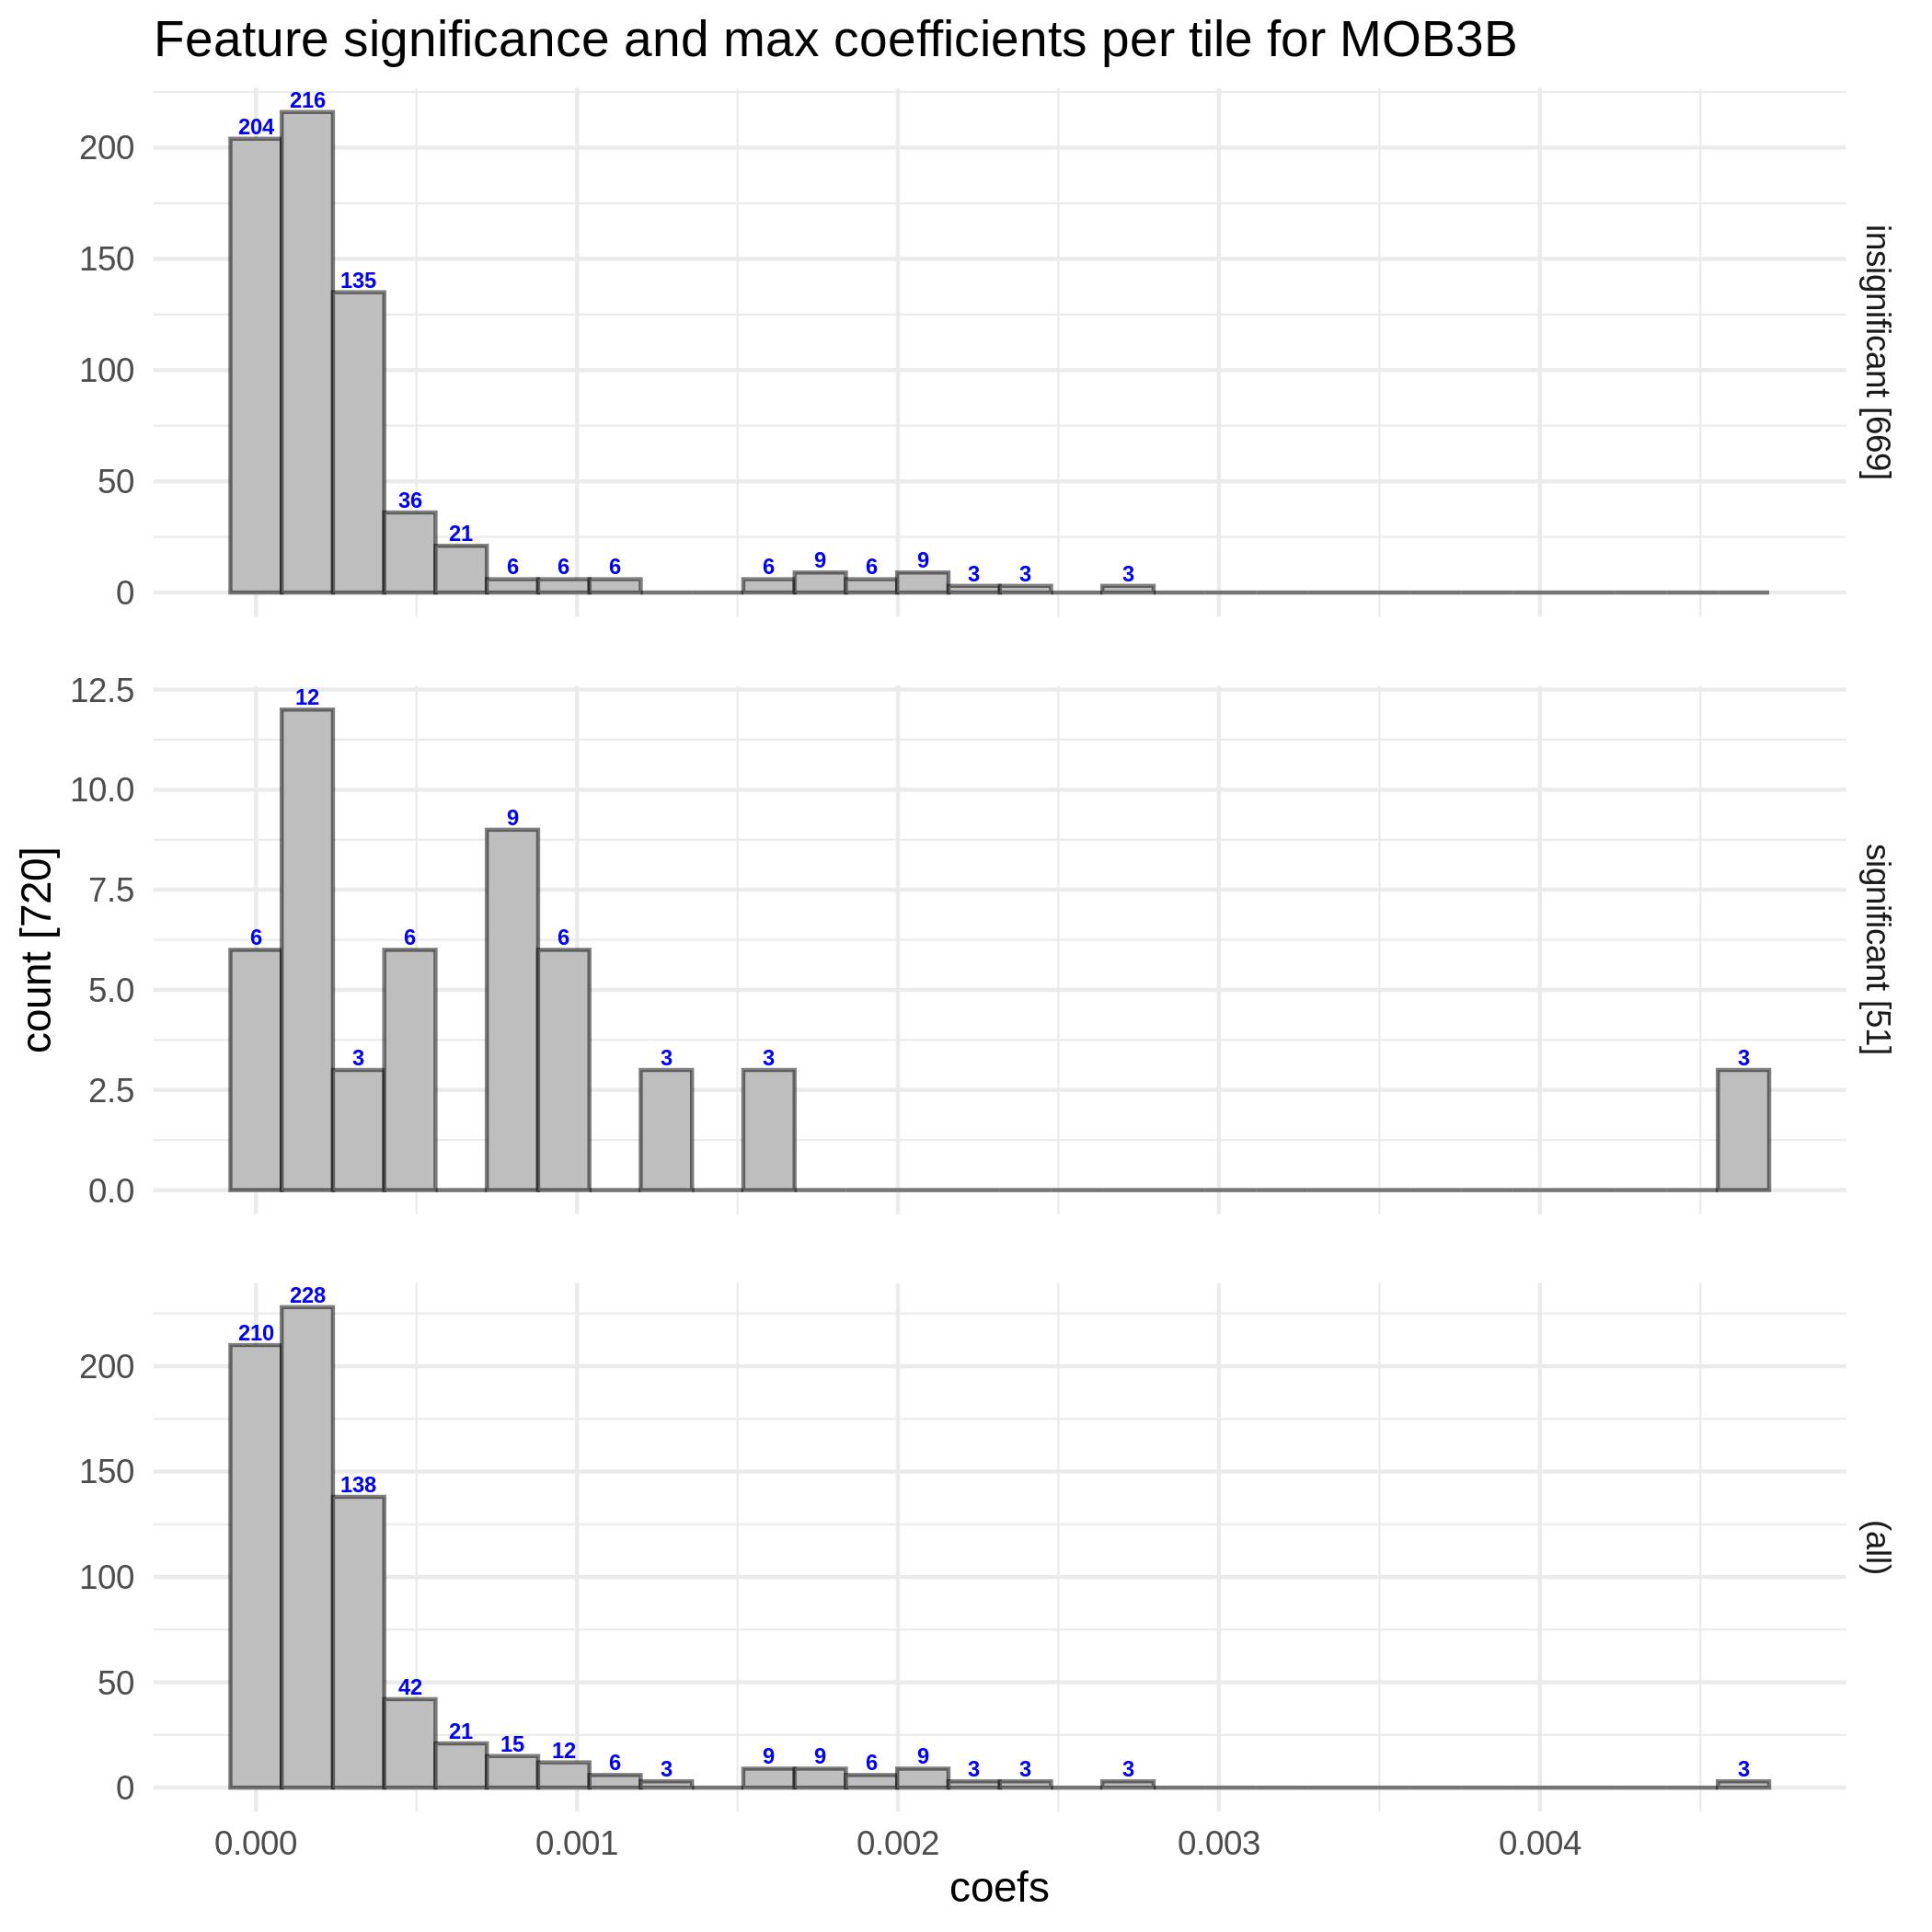 Feature significance and max coefficients per tile for MOB3B
204 216 135 36 21 6 6 6 6 9 6 9 3 3 3
200
150
100
50
0
insignificant [669]
6 12 3 6 9 6 3 3 3
12.5
10.0
7.5
5.0
2.5
0.0
count [720]
significant [51]
210 228 138 42 21 15 12 6 3 9 9 6 9 3 3 3 3
200
150
100
50
0
(all)
0.000 0.001 0.002 0.003 0.004
coefs